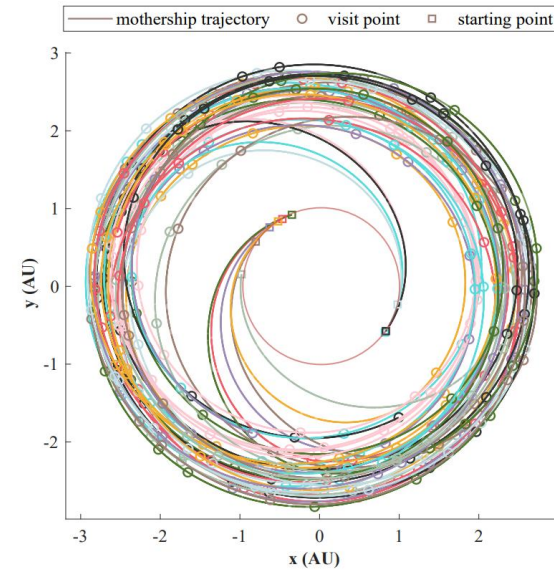 mothership trajectory visit point starting point
3
2
1
0
-1
-2
y (AU)
-3 -2 -1 0 1 2
x (AU)